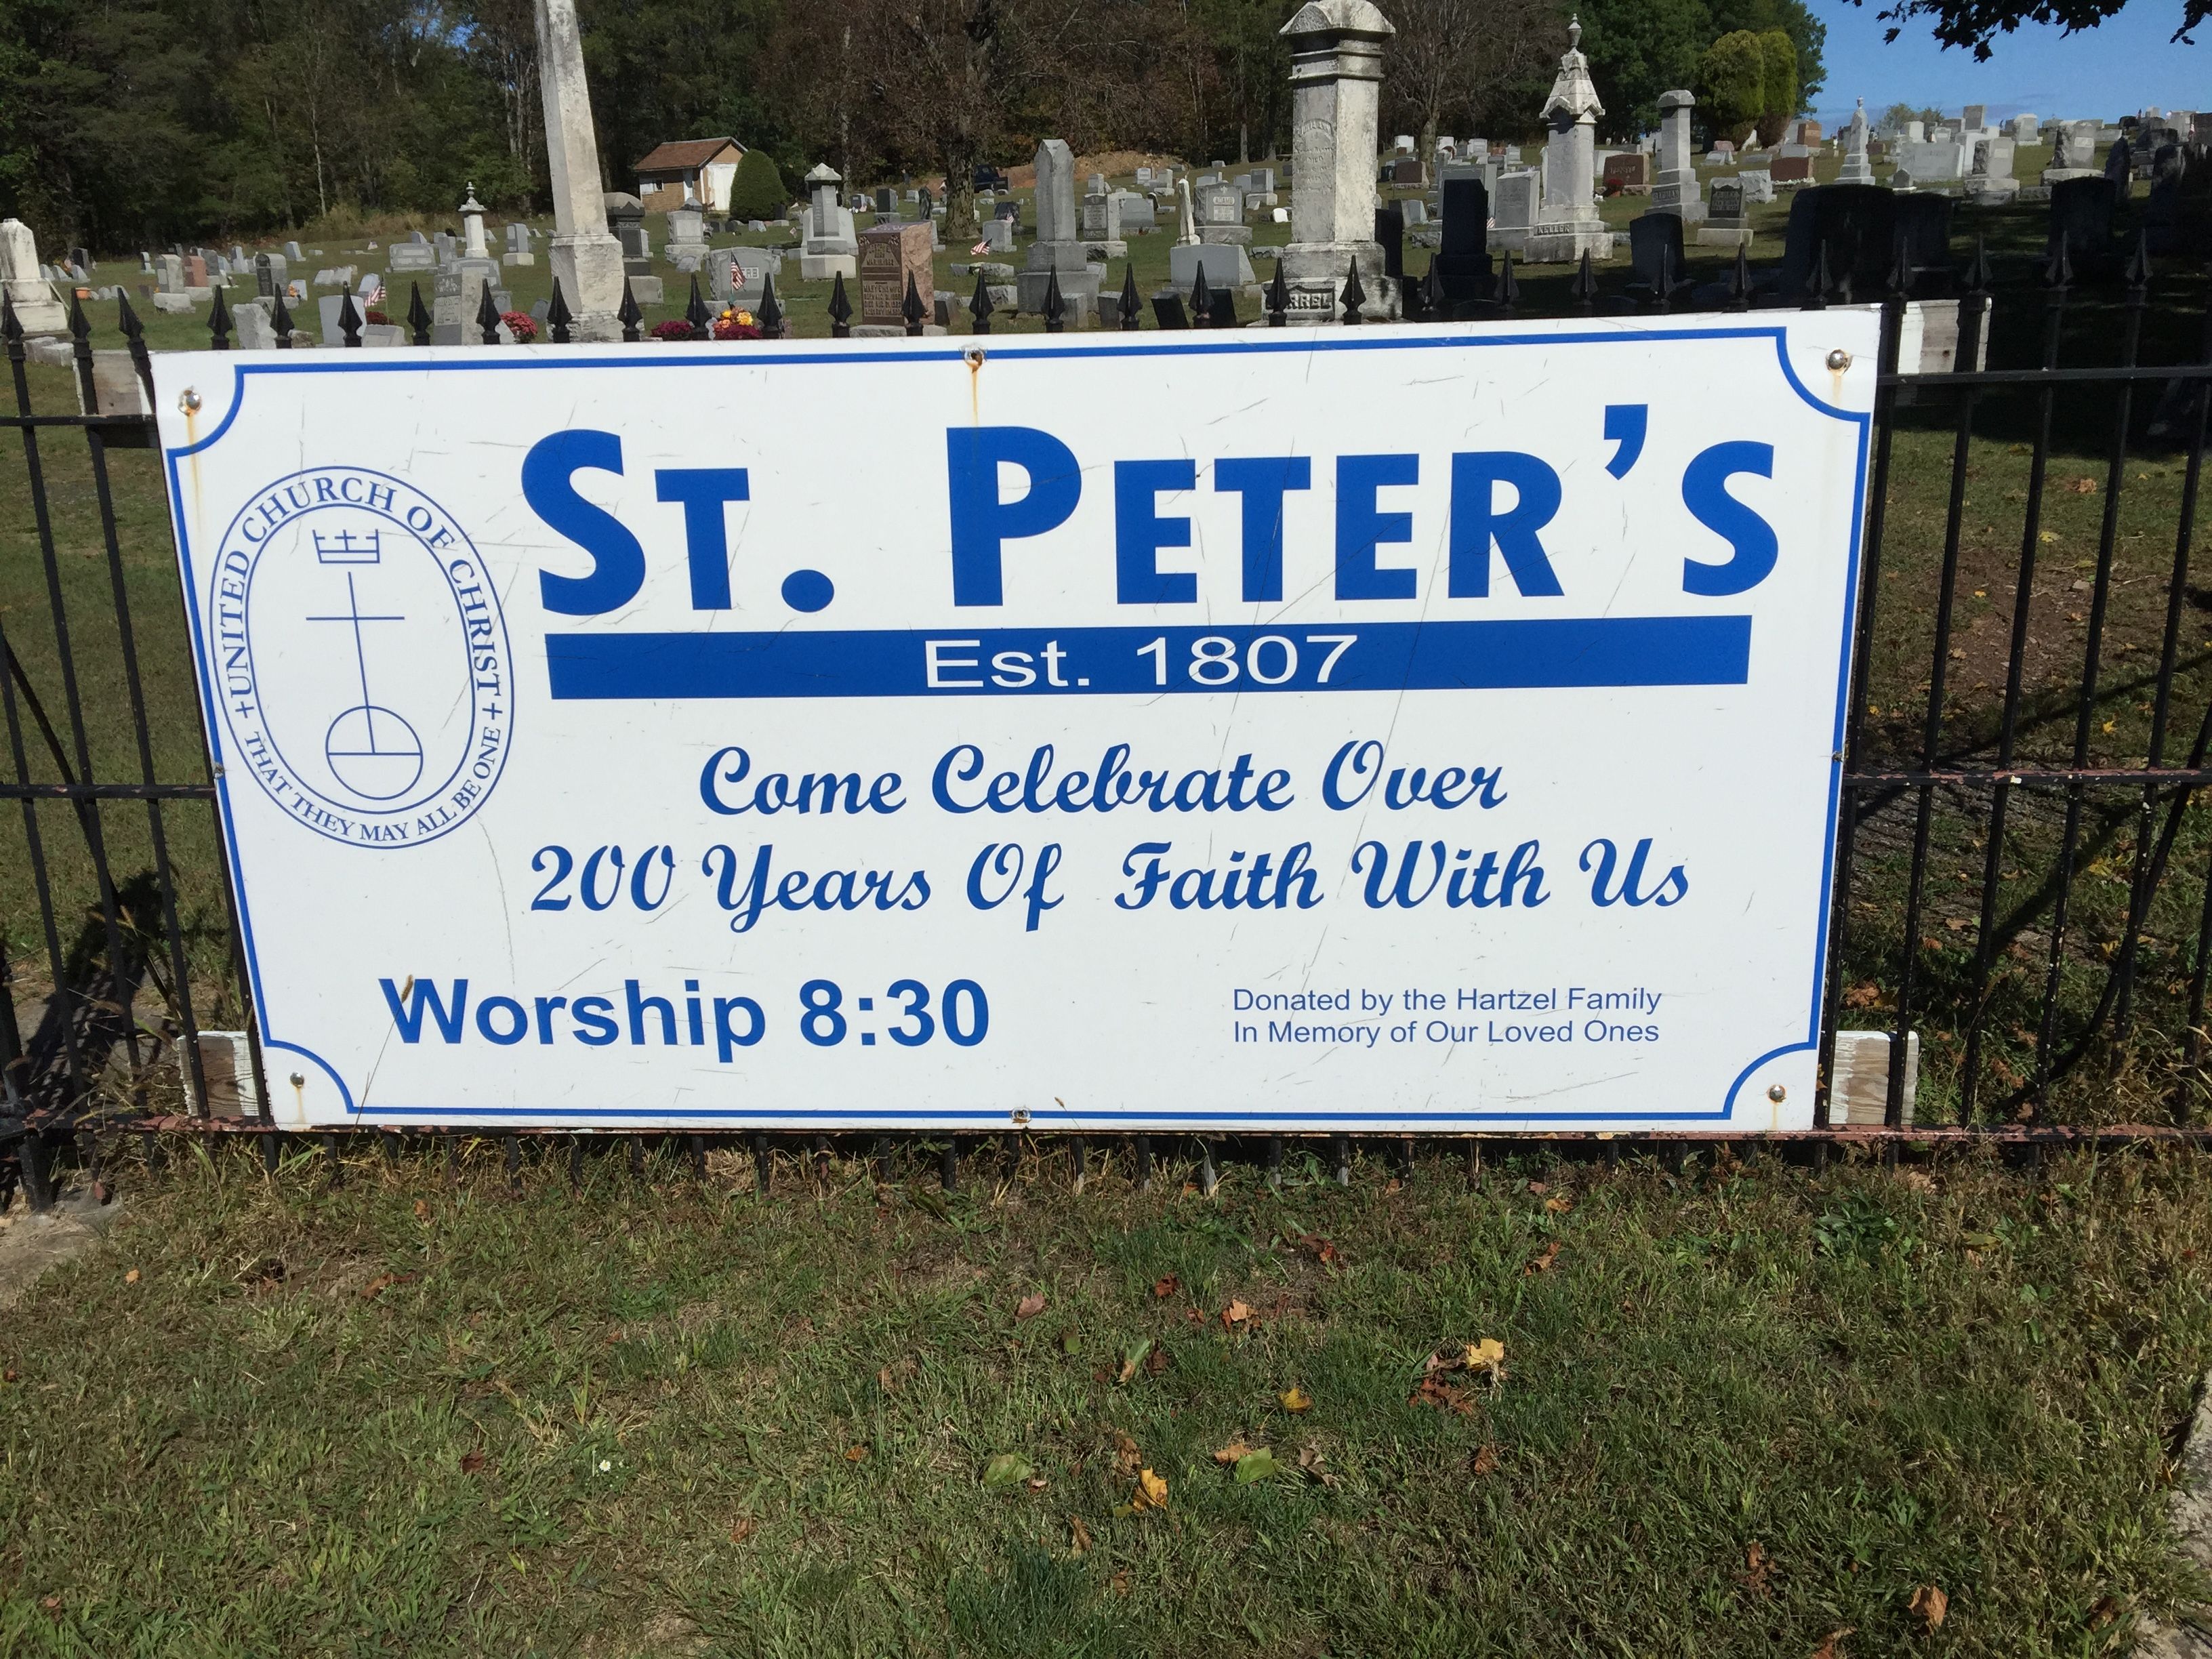 UNITED CHURCH OF CHRIST
THAT THEY MAY ALL BE ONE
ST. PETER'S
Est. 1807
Come Celebrate Over
200 Years Of Faith With Us
Worship 8:30
Donated by the Hartzel Family
In Memory of Our Loved Ones